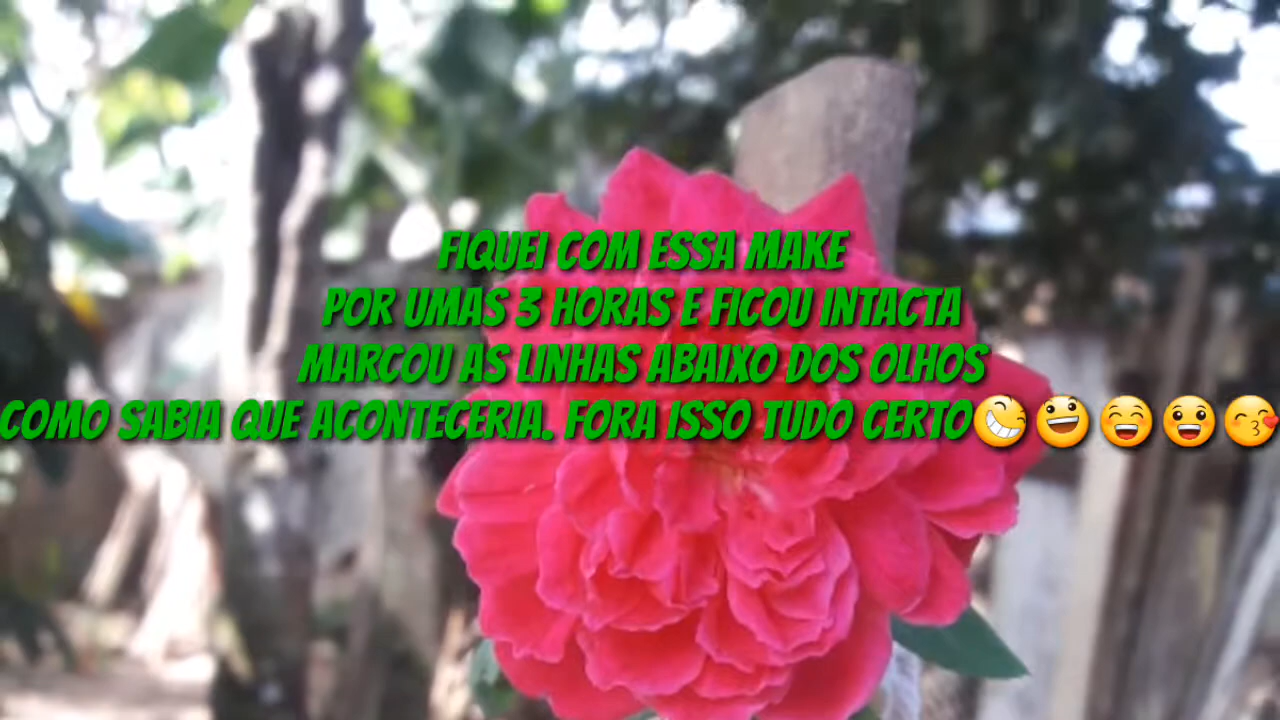 FIQUEI COM ESSA MAKE
POR UMAS 3 HORAS E FICOU INTACTA
MARCOU AS LINHAS ABAIXO DOS OLHOS
COMO SABIA QUE ACONTECERIA. FORA ISSO TUDO CERTO😆😃😁😀😙